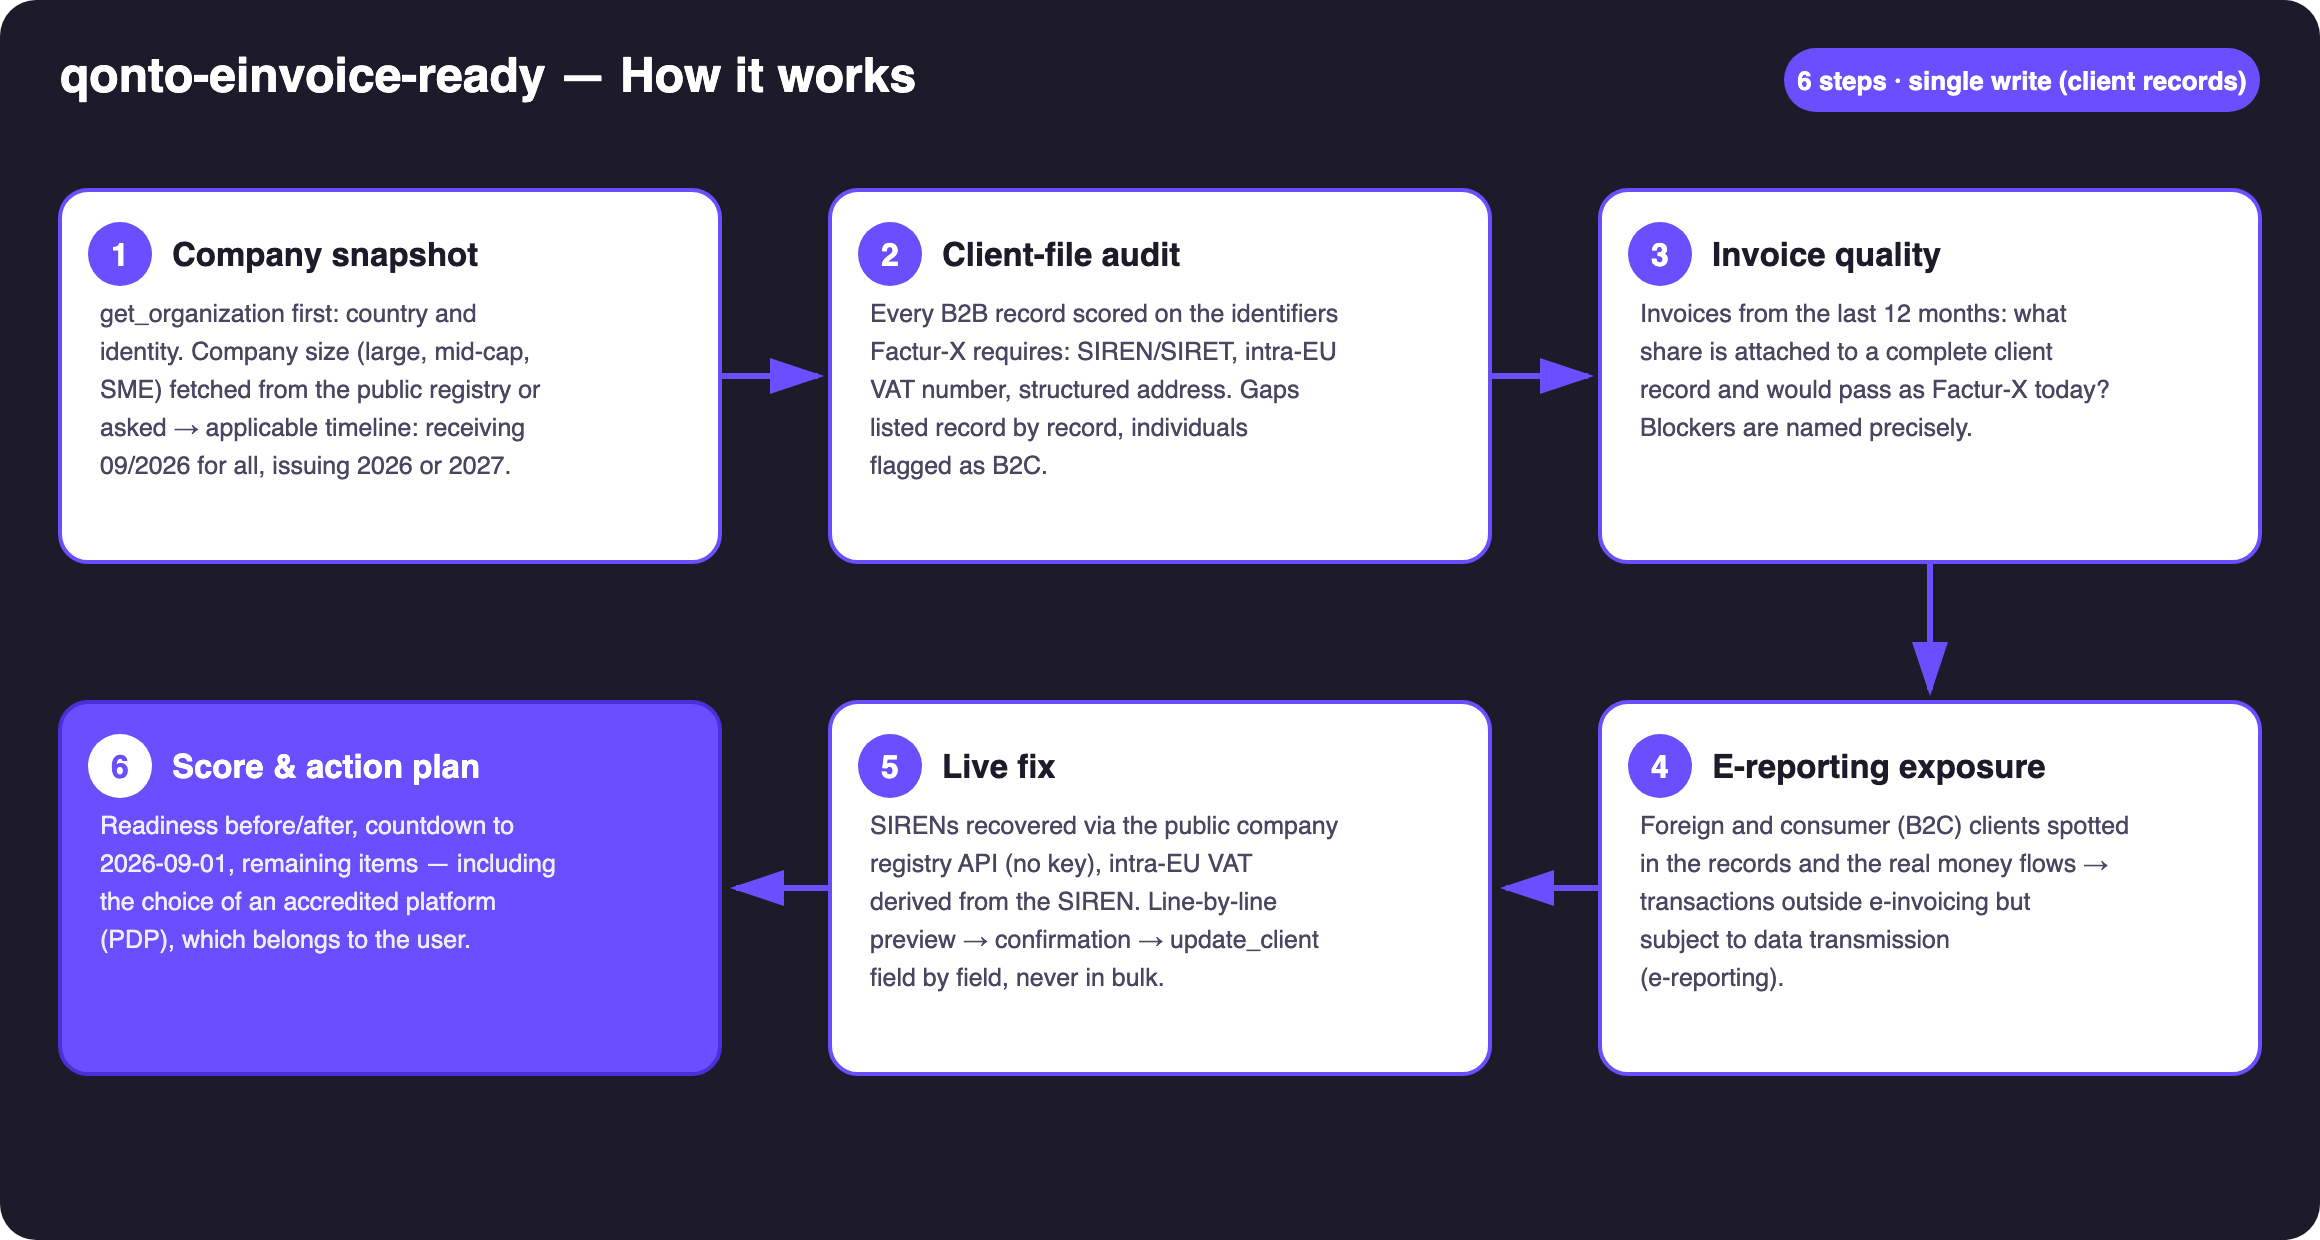 qonto-einvoice-ready — How it works
6 steps · single write (client records)
1
Company snapshot
get_organization first: country and
identity. Company size (large, mid-cap,
SME) fetched from the public registry or
asked → applicable timeline: receiving
09/2026 for all, issuing 2026 or 2027.
2
Client-file audit
Every B2B record scored on the identifiers
Factur-X requires: SIREN/SIRET, intra-EU
VAT number, structured address. Gaps
listed record by record, individuals
flagged as B2C.
3
Invoice quality
Invoices from the last 12 months: what
share is attached to a complete client
record and would pass as Factur-X today?
Blockers are named precisely.
4
E-reporting exposure
Foreign and consumer (B2C) clients spotted
in the records and the real money flows →
transactions outside e-invoicing but
subject to data transmission
(e-reporting).
5
Live fix
SIRENs recovered via the public company
registry API (no key), intra-EU VAT
derived from the SIREN. Line-by-line
preview → confirmation → update_client
field by field, never in bulk.
6
Score & action plan
Readiness before/after, countdown to
2026-09-01, remaining items — including
the choice of an accredited platform
(PDP), which belongs to the user.